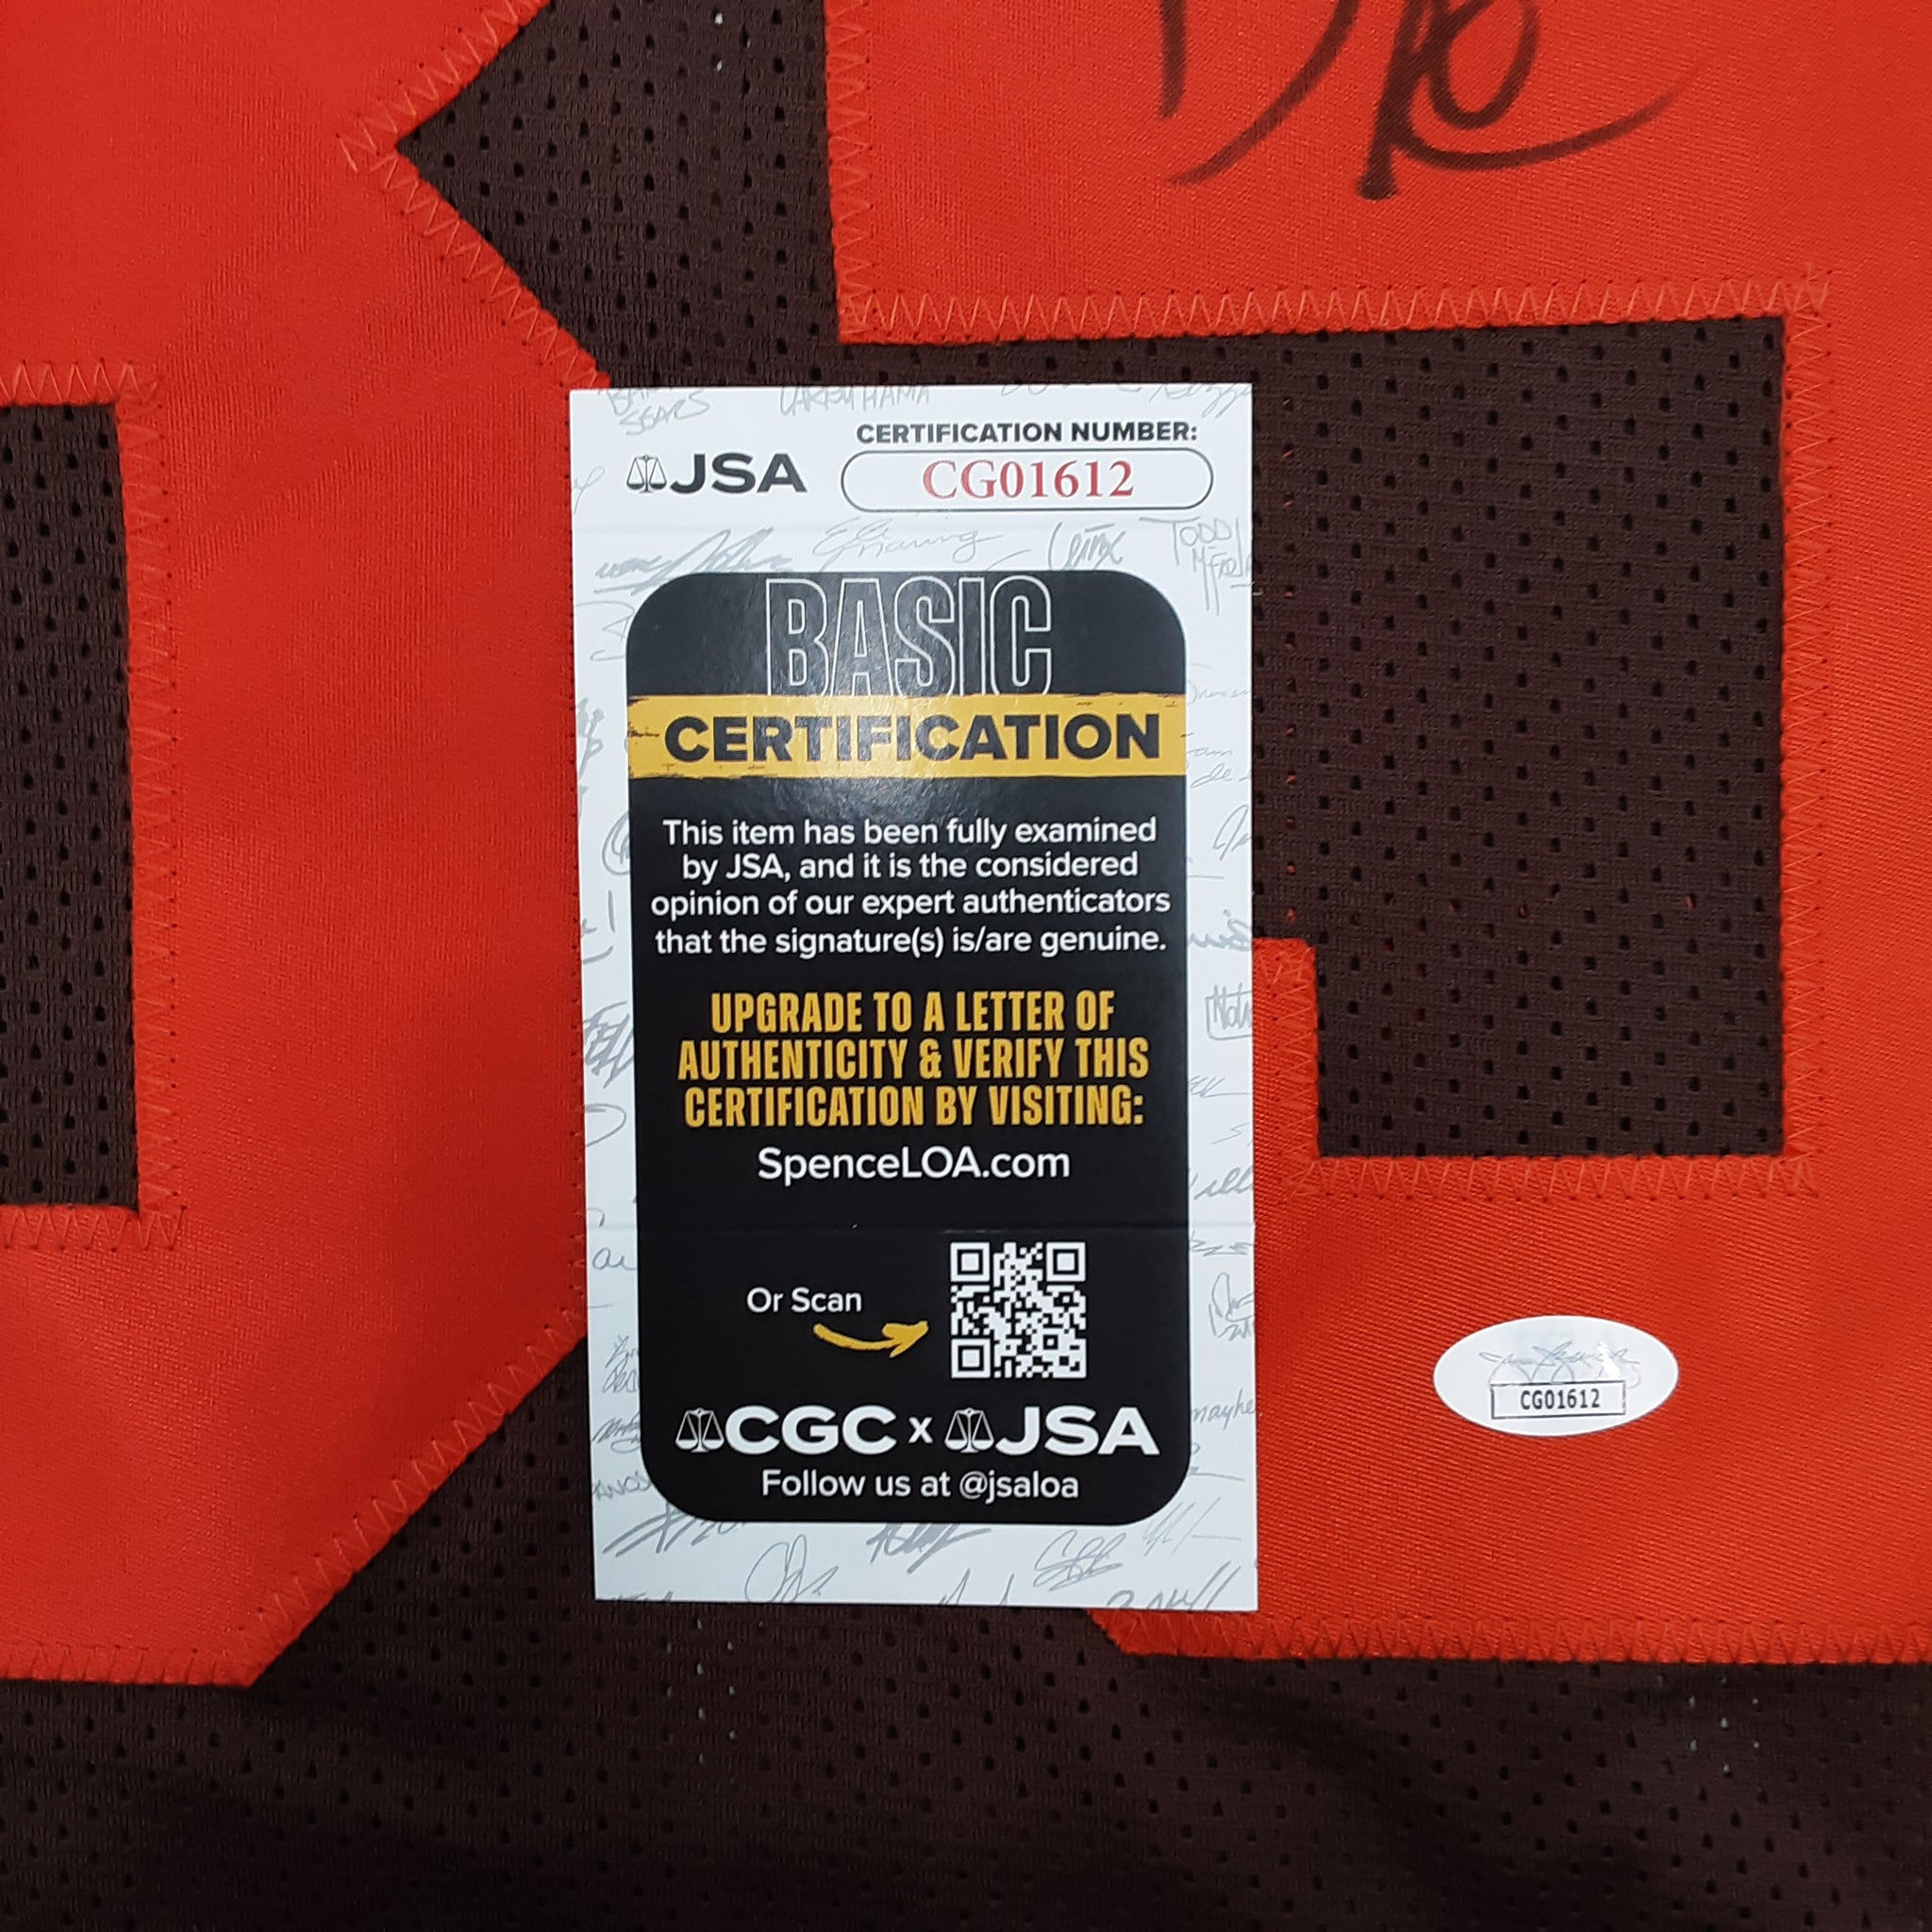 CERTIFICATION NUMBER:
JSA
CG01612
BASIC
CERTIFICATION
This item has been fully examined
by JSA, and it is the considered
opinion of our expert authenticators
that the signature(s) is/are genuine.
UPGRADE TO A LETTER OF
AUTHENTICITY & VERIFY THIS
CERTIFICATION BY VISITING:
SpenceLOA.com
Or Scan
CGC x JSA
Follow us at @jsaloa
CG01612